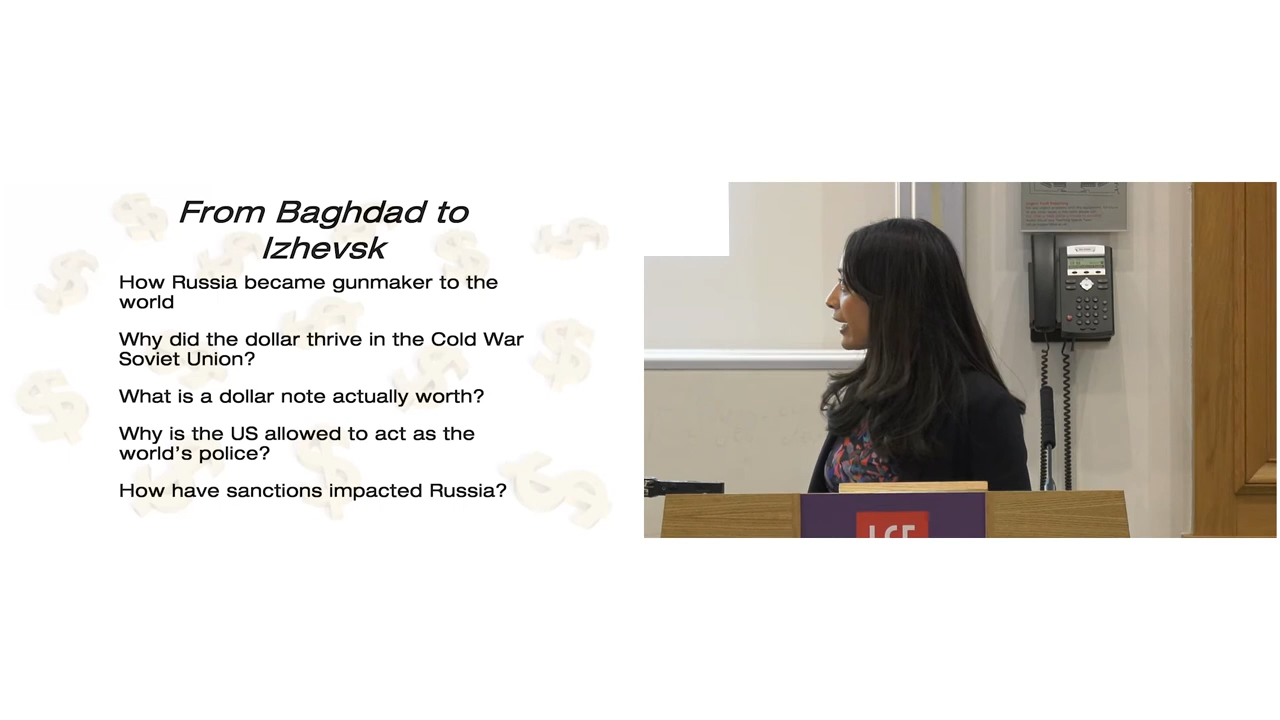 From Baghdad to
Izhevsk
How Russia became gunmaker to the
world
Why did the dollar thrive in the Cold War
Soviet Union?
What is a dollar note actually worth?
Why is the US allowed to act as the
world's police?
How have sanctions impacted Russia?
LSE